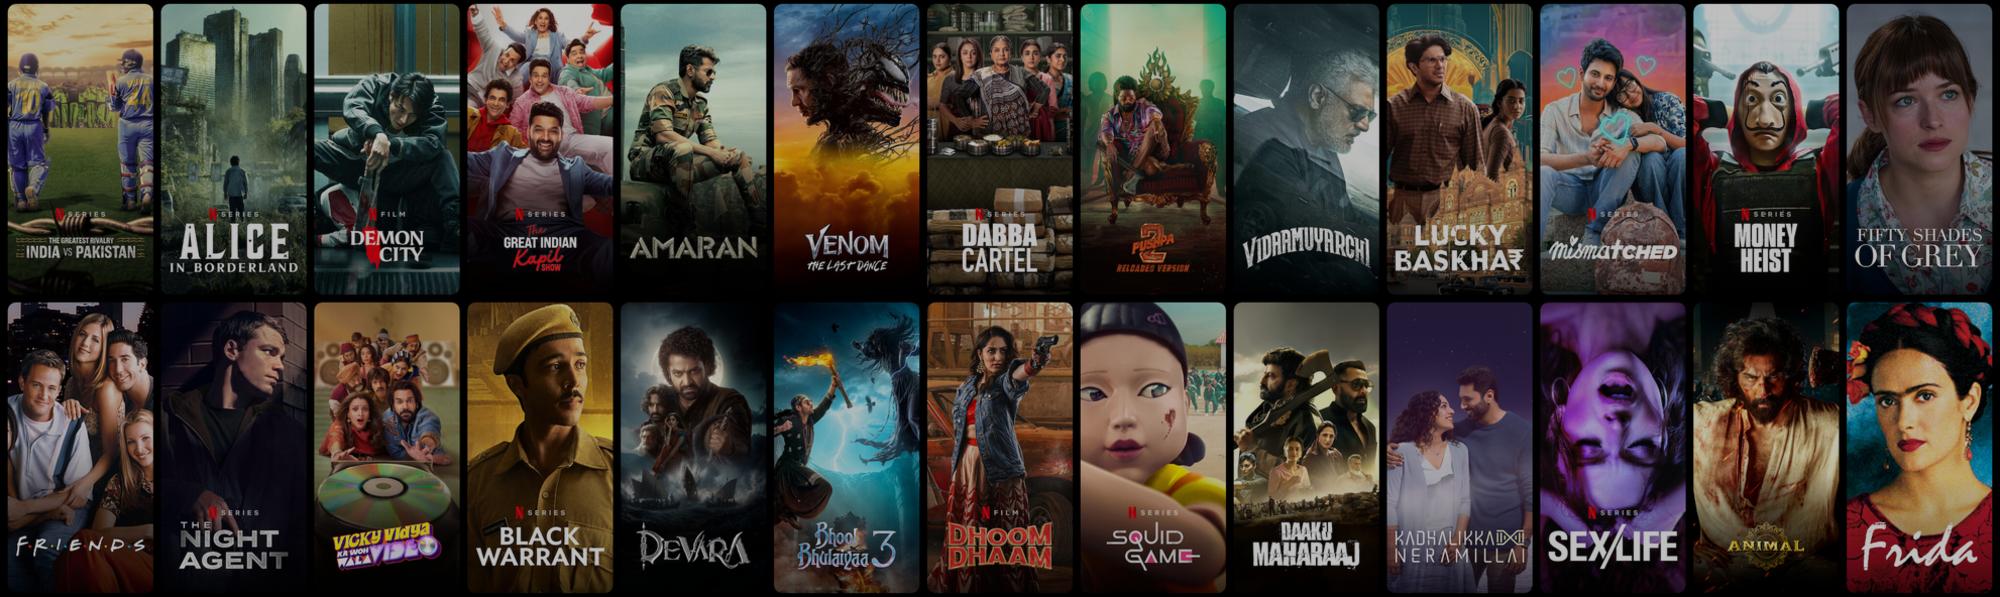 N SERIES
THE GREATEST RIVALRY
INDIA VS PAKISTAN
N SERIES
ALICE
IN BORDERLAND
N FILM
DEMON
CITY
N SERIES
The
GREAT INDIAN
Kapil
SHOW
AMARAN
VENOM
THE LAST DANCE
N SERIES
DABBA
CARTEL
2
PUSHPA
RELOADED VERSION
VIDAAMUYARCHI
LUCKY
BASKHA₹
N SERIES
mismatched
N SERIES
MONEY
HEIST
FIFTY SHADES
OF GREY
F·R·I·E·N·D·S
THE
NIGHT
AGENT
VICKY Vidya
KA WOH
WALA VIDEO
N SERIES
BLACK
WARRANT
DEVARA
Bhool
Bhulaiyaa 3
N FILM
DHOOM
DHAAM
N SERIES
SQUID
GAME
DAAKU
MAHARAAJ
KADHALIKKA
NERAMILLAI
N SERIES
SEX/LIFE
ANIMAL
Frida